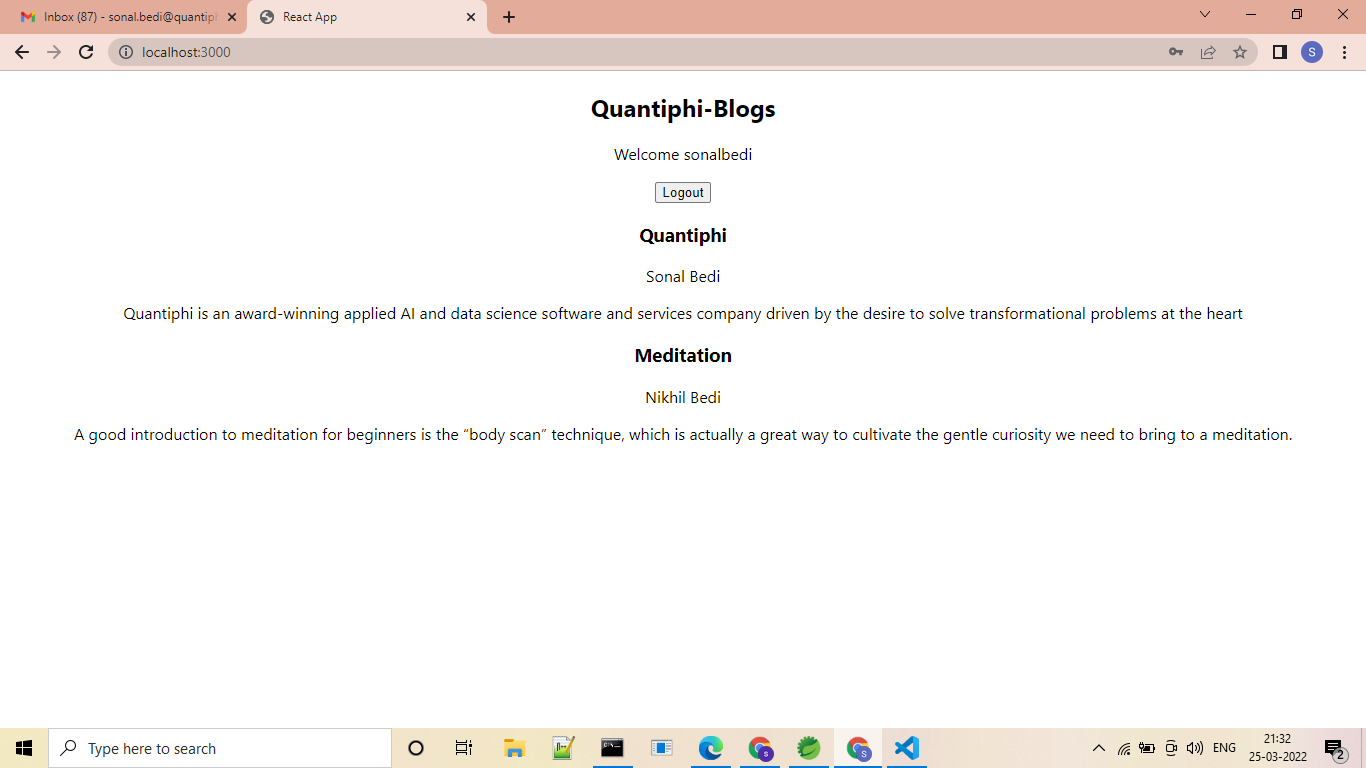 Inbox (87) - sonal.bedi@quantiph
React App
localhost:3000
S
Quantiphi-Blogs
Welcome sonalbedi
Logout
Quantiphi
Sonal Bedi
Quantiphi is an award-winning applied AI and data science software and services company driven by the desire to solve transformational problems at the heart
Meditation
Nikhil Bedi
A good introduction to meditation for beginners is the “body scan” technique, which is actually a great way to cultivate the gentle curiosity we need to bring to a meditation.
Type here to search
S
S
ENG
21:32
25-03-2022
2